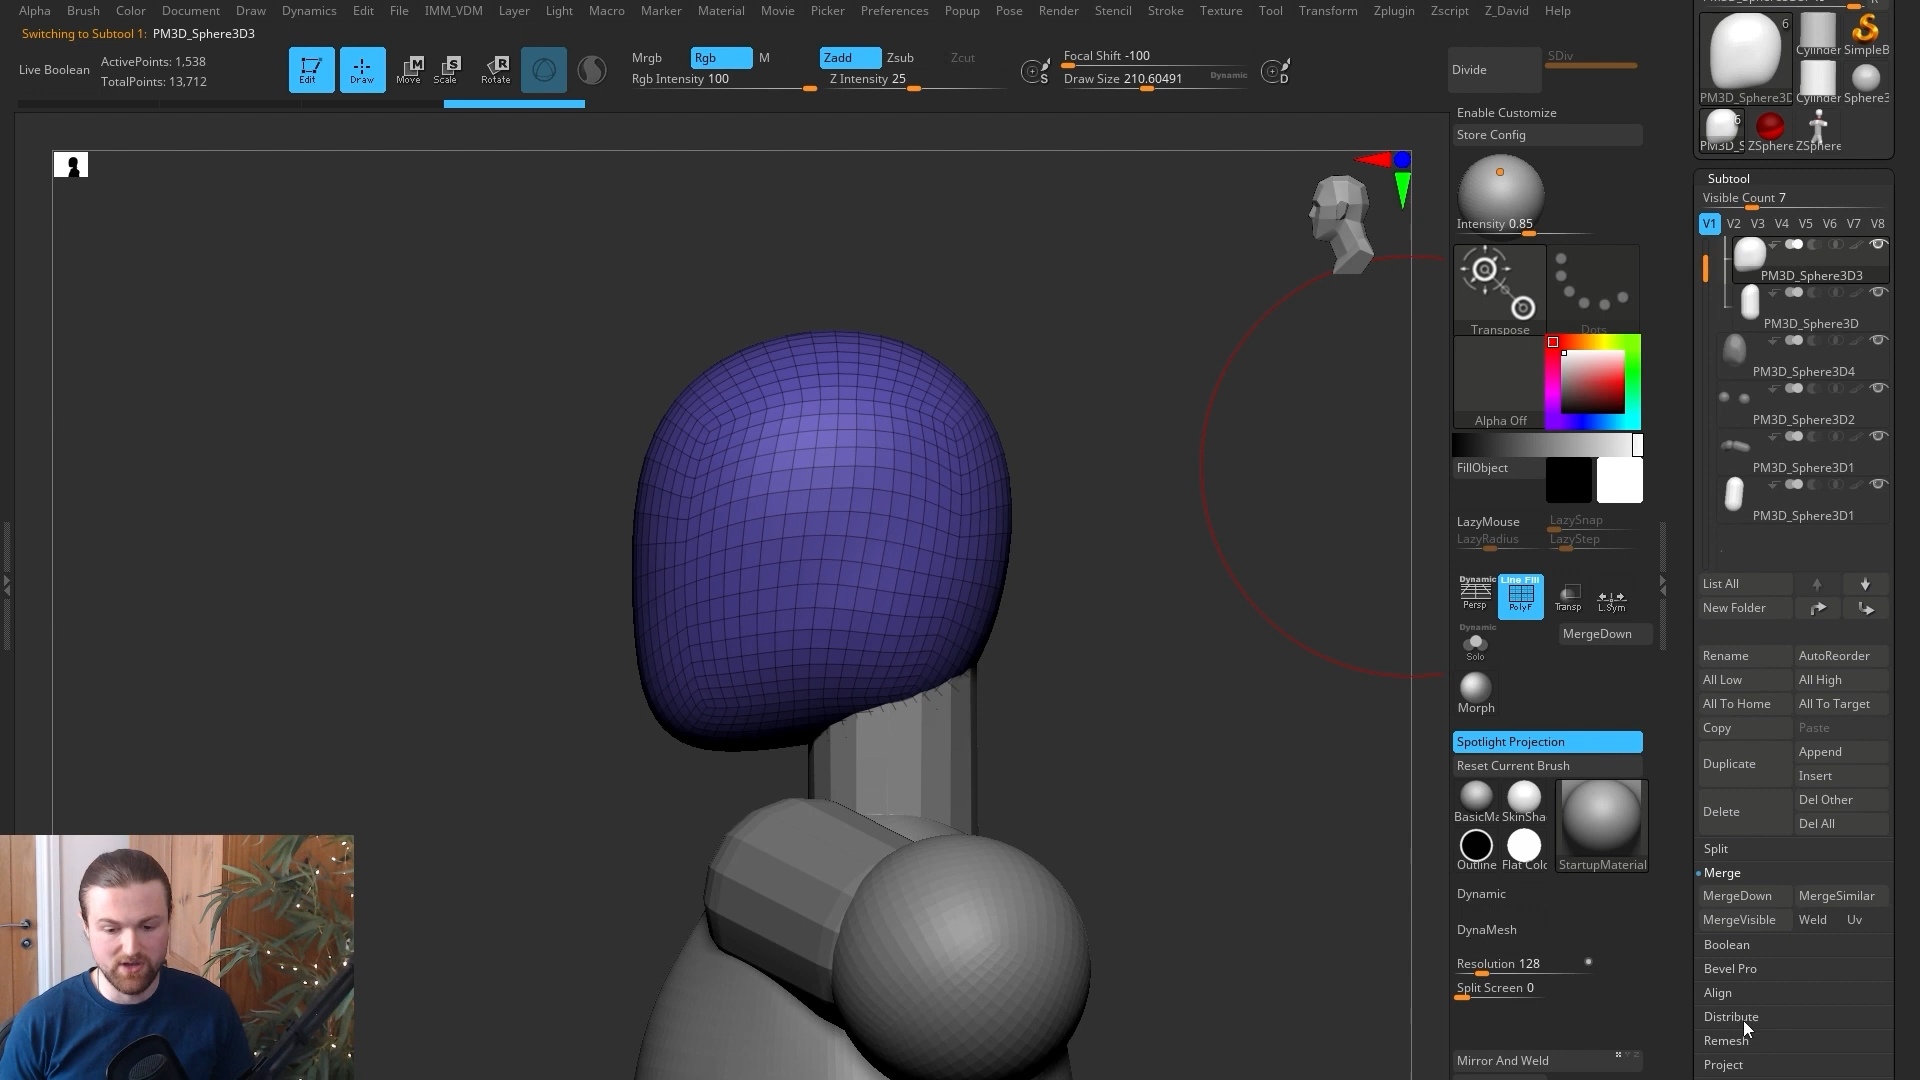 Alpha Brush Color Document Draw Dynamics Edit File IMM_VDM Layer Light Macro Marker Material Movie Picker Preferences Popup Pose Render Stencil Stroke Texture Tool Transform Zplugin Zscript Z_David Help
Switching to Subtool 1: PM3D_Sphere3D3
Live Boolean
ActivePoints: 1,538
TotalPoints: 13,712
Edit
Draw
Move
Scale
Rotate
Mrgb
Rgb
M
Rgb Intensity 100
Zadd
Zsub
Zcut
Z Intensity 25
S
Focal Shift -100
Draw Size 210.60491
Dynamic
D
Divide
SDiv
Enable Customize
Store Config
Intensity 0.85
Transpose
Dots
Alpha Off
FillObject
LazyMouse
LazySnap
LazyRadius
LazyStep
Dynamic
Persp
Line Fill
PolyF
Transp
L.Sym
Dynamic
Solo
MergeDown
Morph
Spotlight Projection
Reset Current Brush
BasicMa
SkinSha
Outline
Flat Colo
StartupMaterial
Dynamic
DynaMesh
Resolution 128
Split Screen 0
Mirror And Weld
6
PM3D_Sphere3D
Cylinder
SimpleB
Cylinder
Sphere3
6
PM3D_S
ZSphere
ZSphere
Subtool
Visible Count 7
V1 V2 V3 V4 V5 V6 V7 V8
PM3D_Sphere3D3
PM3D_Sphere3D
PM3D_Sphere3D4
PM3D_Sphere3D2
PM3D_Sphere3D1
PM3D_Sphere3D1
List All
New Folder
Rename
AutoReorder
All Low
All High
All To Home
All To Target
Copy
Paste
Duplicate
Append
Insert
Delete
Del Other
Del All
Split
Merge
MergeDown
MergeSimilar
MergeVisible
Weld
Uv
Boolean
Bevel Pro
Align
Distribute
Remesh
Project